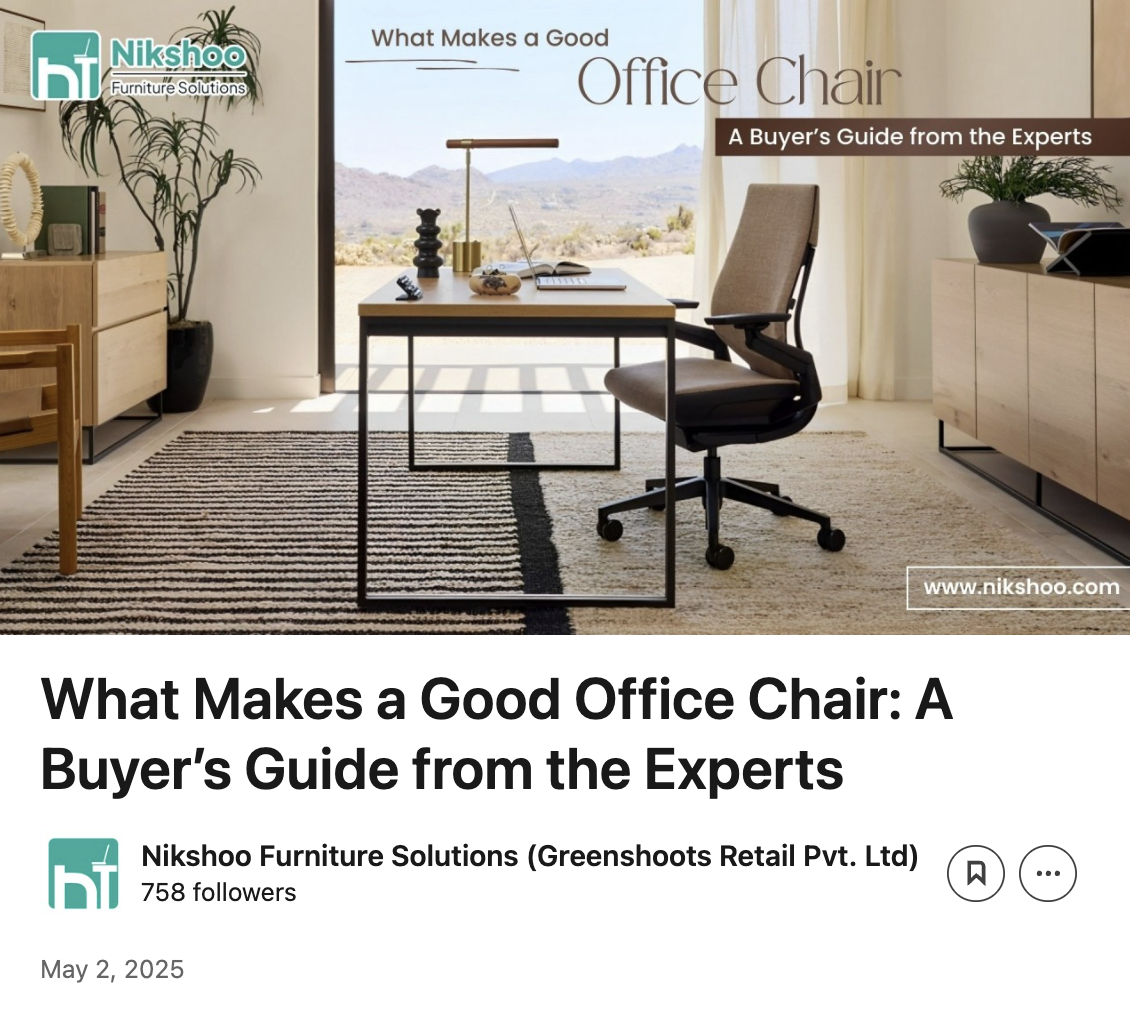 Nikshoo
Furniture Solutions
What Makes a Good
Office Chair
A Buyer's Guide from the Experts
www.nikshoo.com
What Makes a Good Office Chair: A
Buyer’s Guide from the Experts
Nikshoo Furniture Solutions (Greenshoots Retail Pvt. Ltd)
758 followers
May 2, 2025